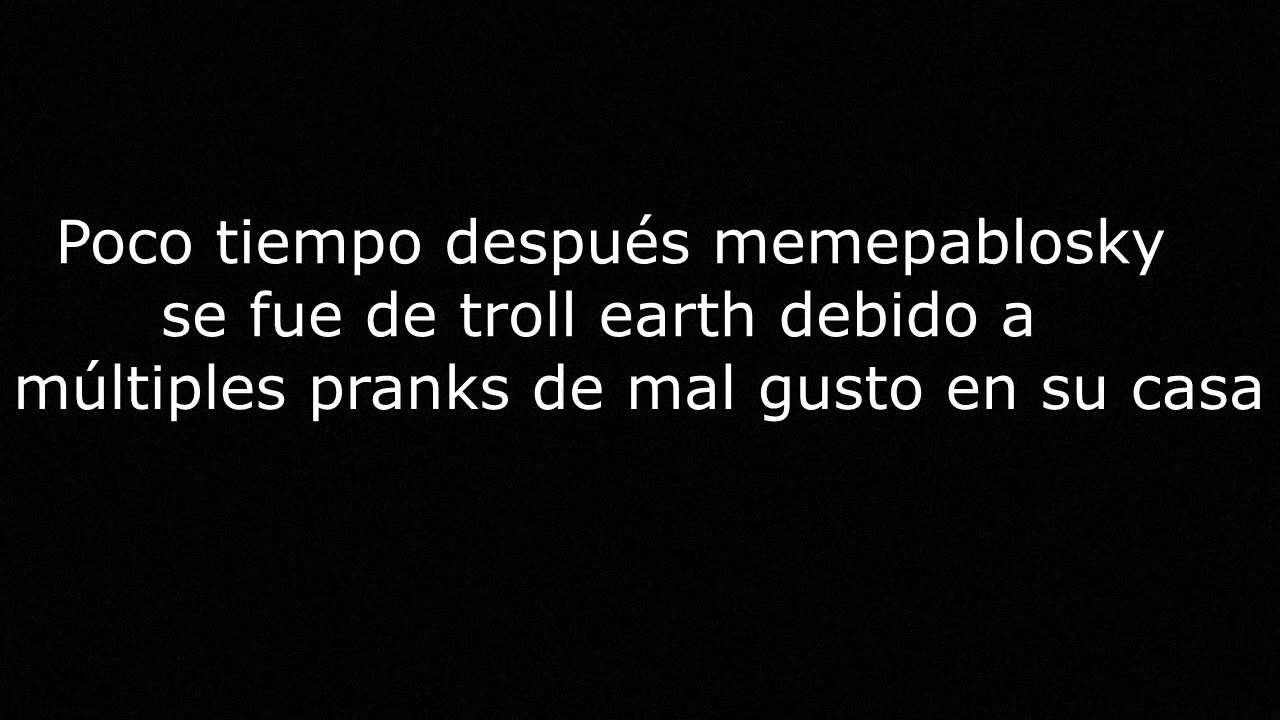 Poco tiempo después memepablosky
se fue de troll earth debido a
múltiples pranks de mal gusto en su casa